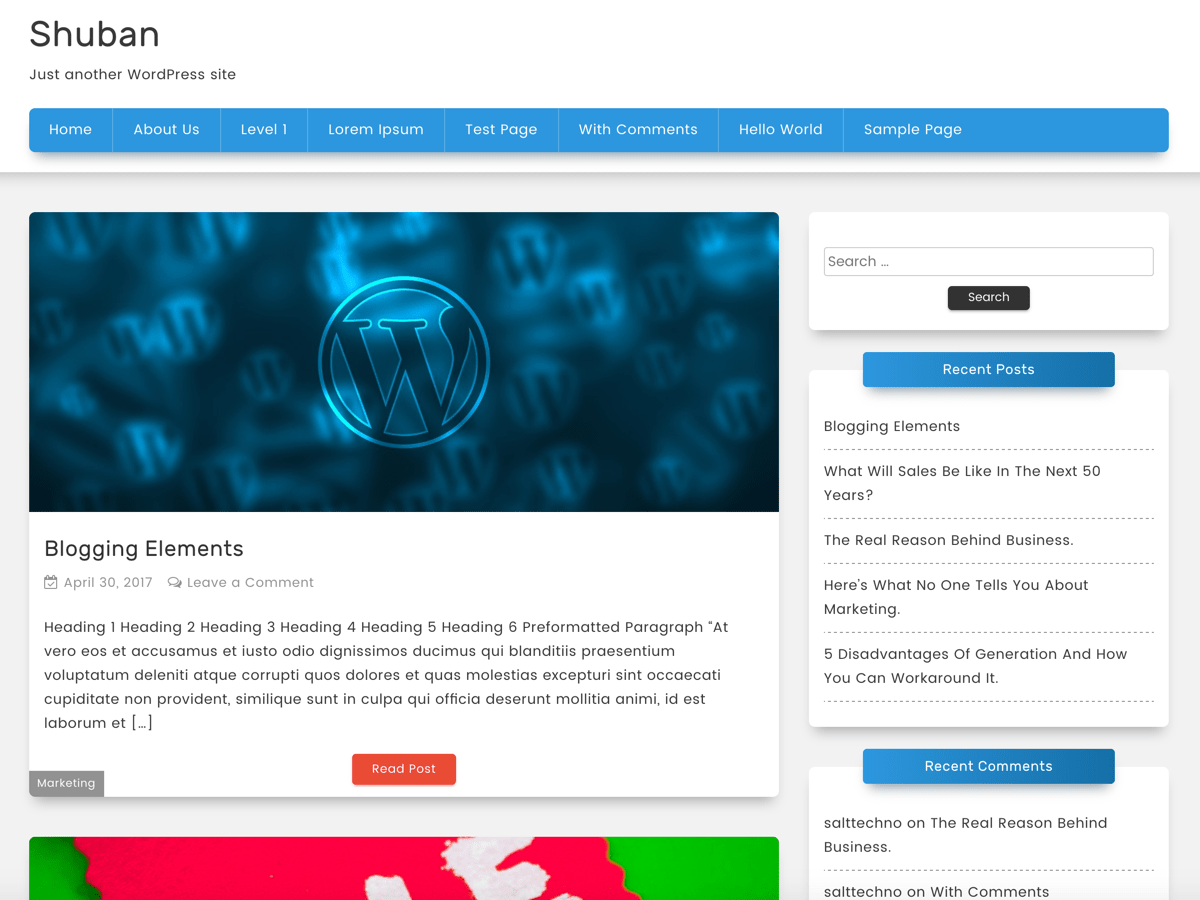 Shuban
Just another WordPress site
Home About Us Level 1 Lorem Ipsum Test Page With Comments Hello World Sample Page
Blogging Elements
April 30, 2017 Leave a Comment
Heading 1 Heading 2 Heading 3 Heading 4 Heading 5 Heading 6 Preformatted Paragraph “At
vero eos et accusamus et iusto odio dignissimos ducimus qui blanditiis praesentium
voluptatum deleniti atque corrupti quos dolores et quas molestias excepturi sint occaecati
cupiditate non provident, similique sunt in culpa qui officia deserunt mollitia animi, id est
laborum et […]
Read Post
Marketing
Search …
Search
Recent Posts
Blogging Elements
What Will Sales Be Like In The Next 50
Years?
The Real Reason Behind Business.
Here's What No One Tells You About
Marketing.
5 Disadvantages Of Generation And How
You Can Workaround It.
Recent Comments
salttechno on The Real Reason Behind
Business.
salttechno on With Comments